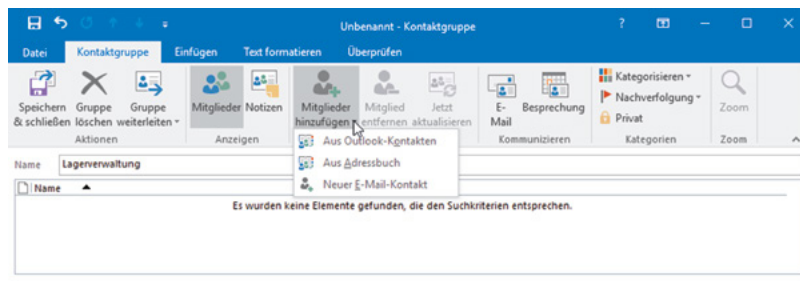 Unbenannt - Kontaktgruppe
?
Datei Kontaktgruppe Einfügen Text formatieren Überprüfen
Speichern & schließen
Gruppe löschen
Gruppe weiterleiten
Aktionen
Mitglieder
Notizen
Anzeigen
Mitglieder hinzufügen
Mitglied entfernen
Jetzt aktualisieren
E-Mail
Besprechung
Kommunizieren
Kategorisieren
Nachverfolgung
Privat
Kategorien
Zoom
Zoom
Aus Outlook-Kontakten
Aus Adressbuch
Neuer E-Mail-Kontakt
Name Lagerverwaltung
Name
Es wurden keine Elemente gefunden, die den Suchkriterien entsprechen.